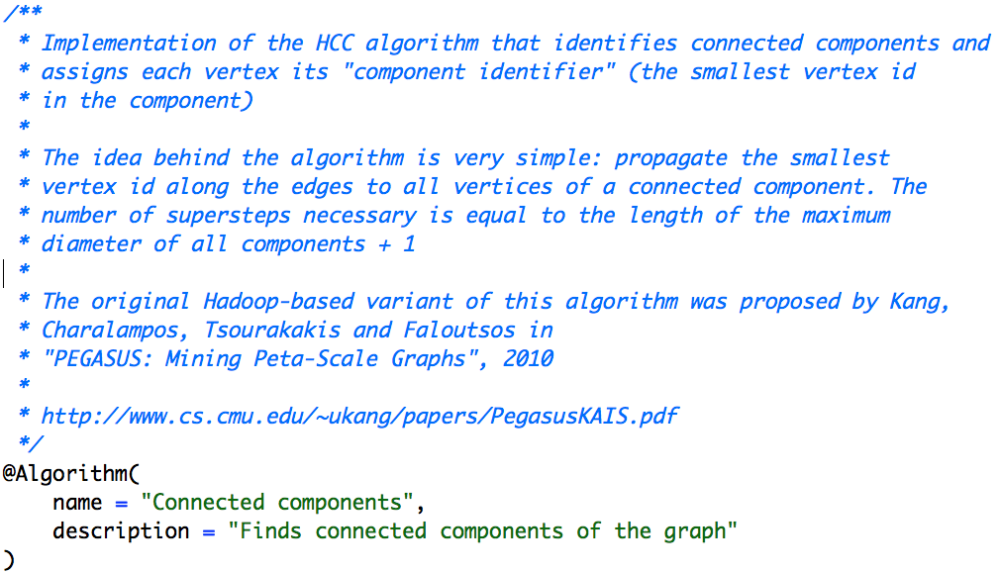 /**
 * Implementation of the HCC algorithm that identifies connected components and
 * assigns each vertex its "component identifier" (the smallest vertex id
 * in the component)
 *
 * The idea behind the algorithm is very simple: propagate the smallest
 * vertex id along the edges to all vertices of a connected component. The
 * number of supersteps necessary is equal to the length of the maximum
 * diameter of all components + 1
 *
 * The original Hadoop-based variant of this algorithm was proposed by Kang,
 * Charalampos, Tsourakakis and Faloutsos in
 * "PEGASUS: Mining Peta-Scale Graphs", 2010
 *
 * http://www.cs.cmu.edu/~ukang/papers/PegasusKAIS.pdf
 */
@Algorithm(
    name = "Connected components",
    description = "Finds connected components of the graph"
)